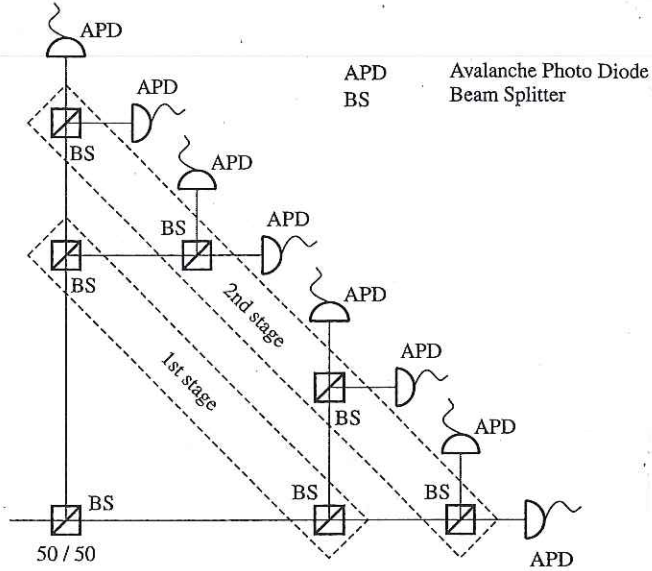 APD
APD Avalanche Photo Diode
BS Beam Splitter
APD
BS
APD
BS
APD
BS
2nd stage
APD
1st stage
APD
BS
APD
BS
BS
BS
50 / 50
APD